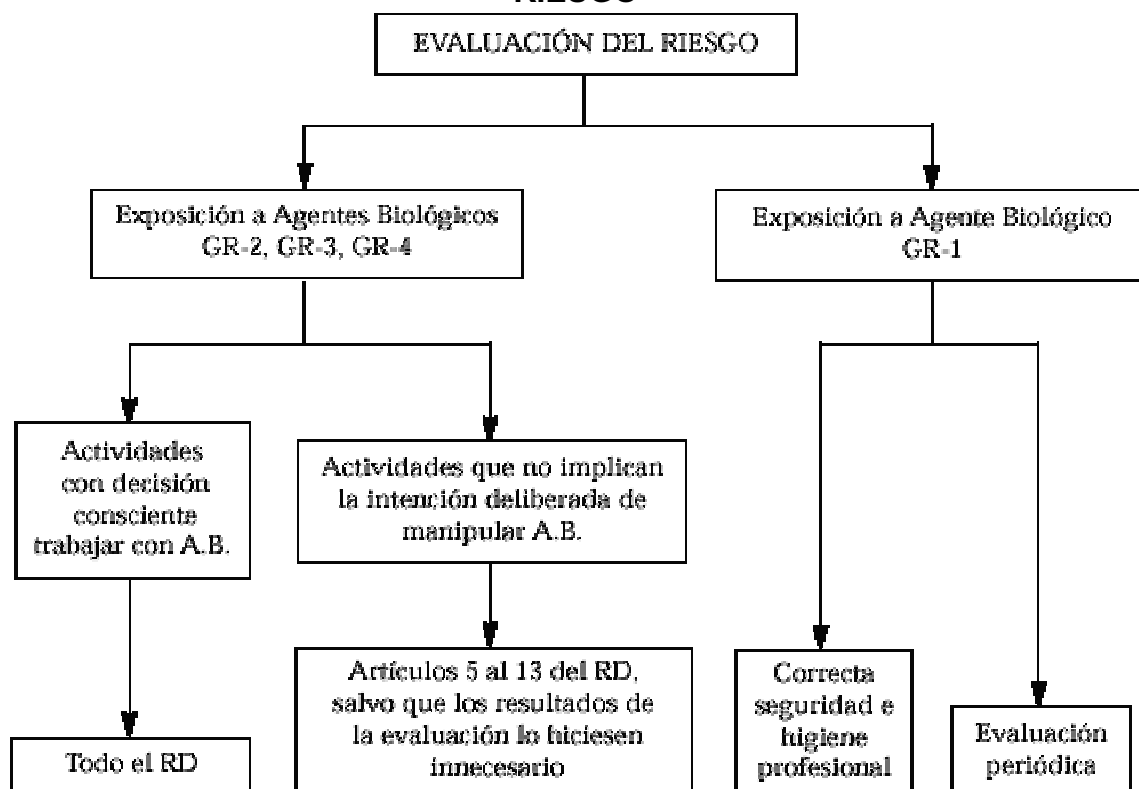 EVALUACIÓN DEL RIESGO
Exposición a Agentes Biológicos
GR-2, GR-3, GR-4
Exposición a Agente Biológico
GR-1
Actividades
con decisión
consciente
trabajar con A.B.
Actividades que no implican
la intención deliberada de
manipular A.B.
Todo el RD
Artículos 5 al 13 del RD,
salvo que los resultados de
la evaluación lo hiciesen
innecesario
Correcta
seguridad e
higiene
profesional
Evaluación
periódica